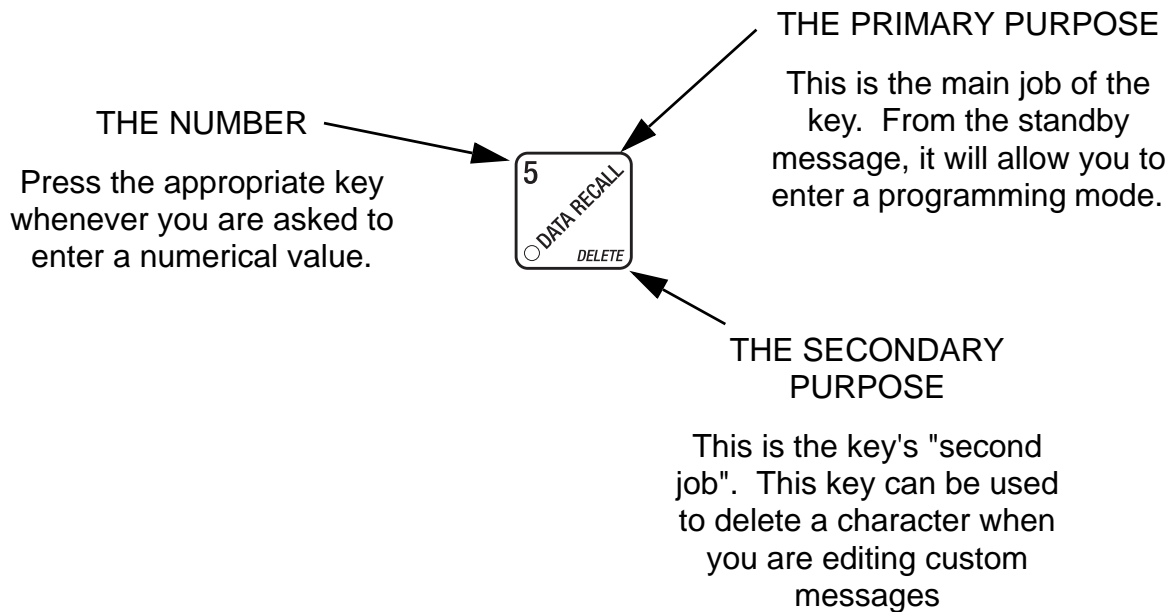 THE PRIMARY PURPOSE
This is the main job of the
key.  From the standby
message, it will allow you to
enter a programming mode.
THE NUMBER
Press the appropriate key
whenever you are asked to
enter a numerical value.
5
DATA RECALL
DELETE
THE SECONDARY
PURPOSE
This is the key's "second
job".  This key can be used
to delete a character when
you are editing custom
messages